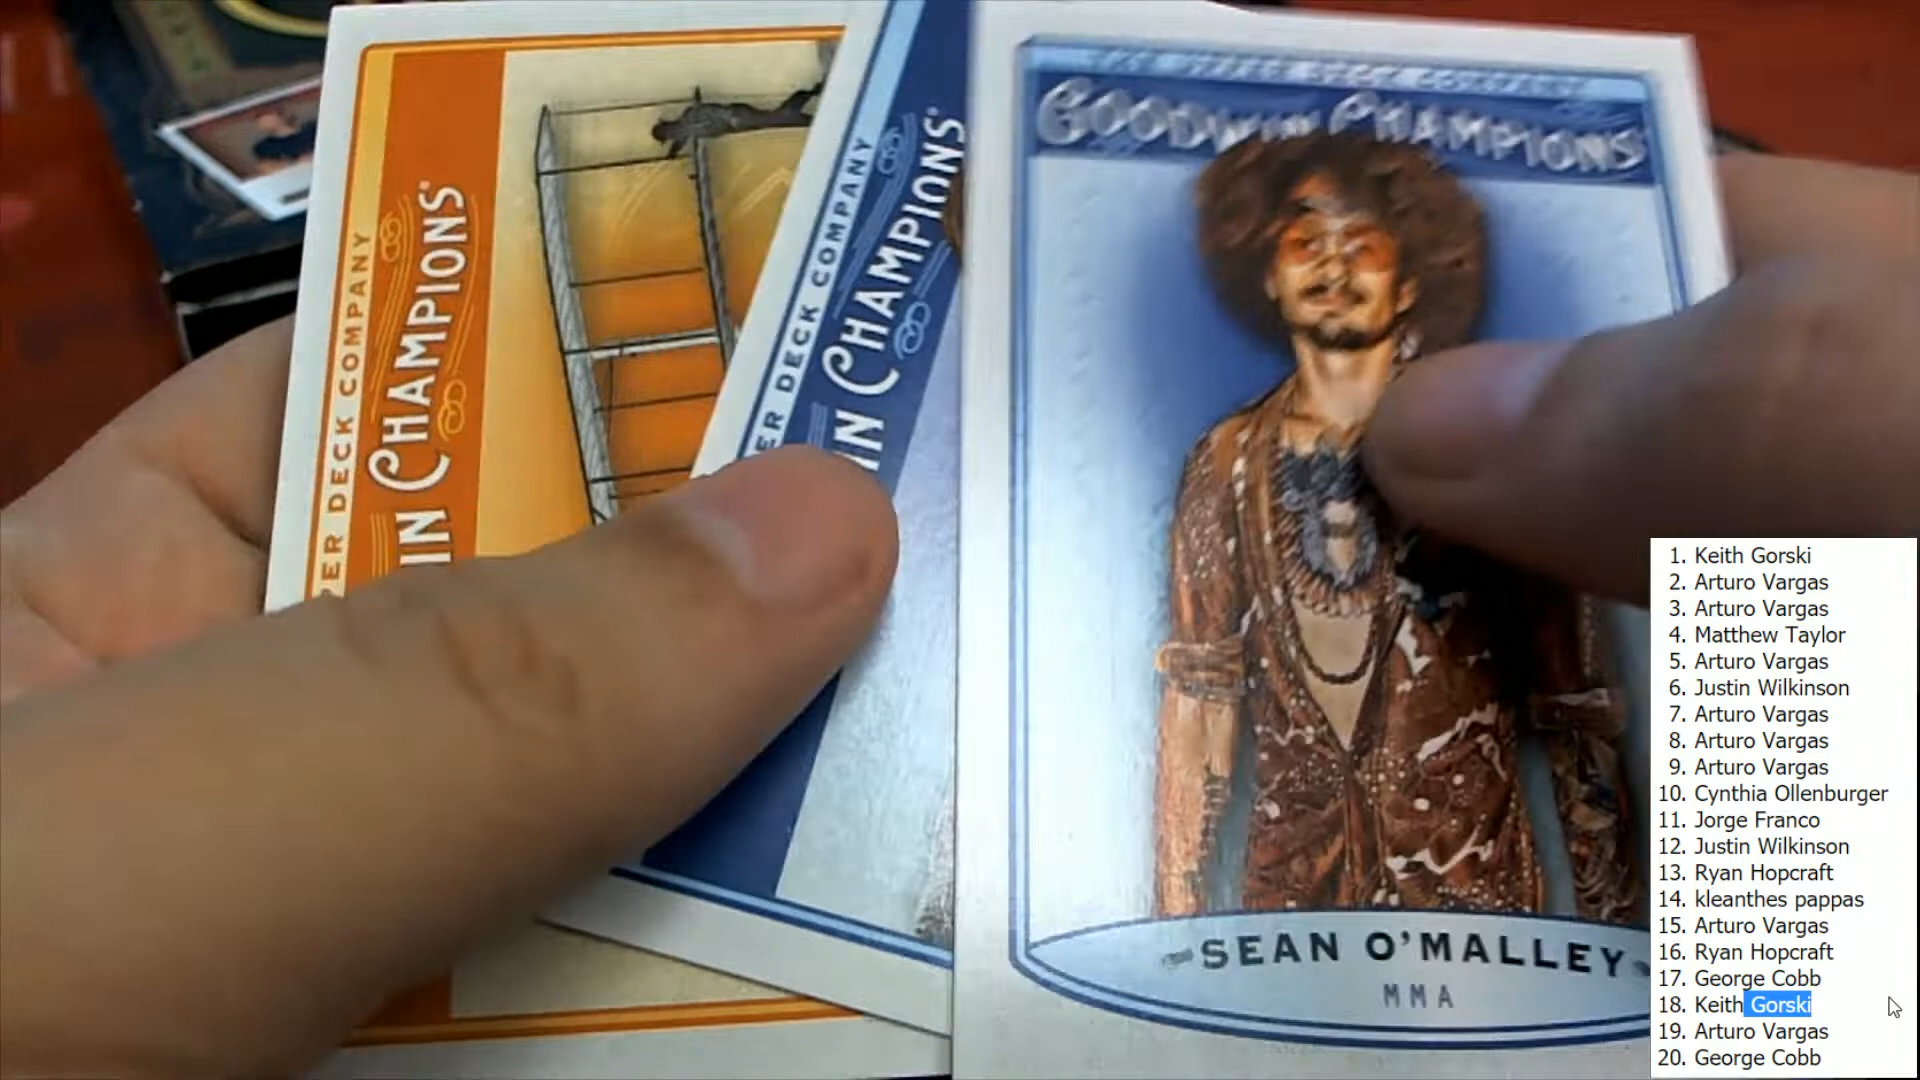 PER DECK COMPANY
IN CHAMPIONS
ER DECK COMPANY
IN CHAMPIONS
GOODWIN CHAMPIONS
SEAN O'MALLEY
MMA
1. Keith Gorski
2. Arturo Vargas
3. Arturo Vargas
4. Matthew Taylor
5. Arturo Vargas
6. Justin Wilkinson
7. Arturo Vargas
8. Arturo Vargas
9. Arturo Vargas
10. Cynthia Ollenburger
11. Jorge Franco
12. Justin Wilkinson
13. Ryan Hopcraft
14. kleanthes pappas
15. Arturo Vargas
16. Ryan Hopcraft
17. George Cobb
18. Keith Gorski
19. Arturo Vargas
20. George Cobb